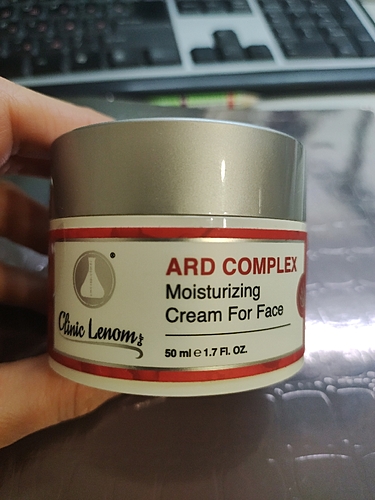 ARD COMPLEX
Moisturizing
Cream For Face
Clinic Lenom
50 ml e 1.7 Fl. OZ.